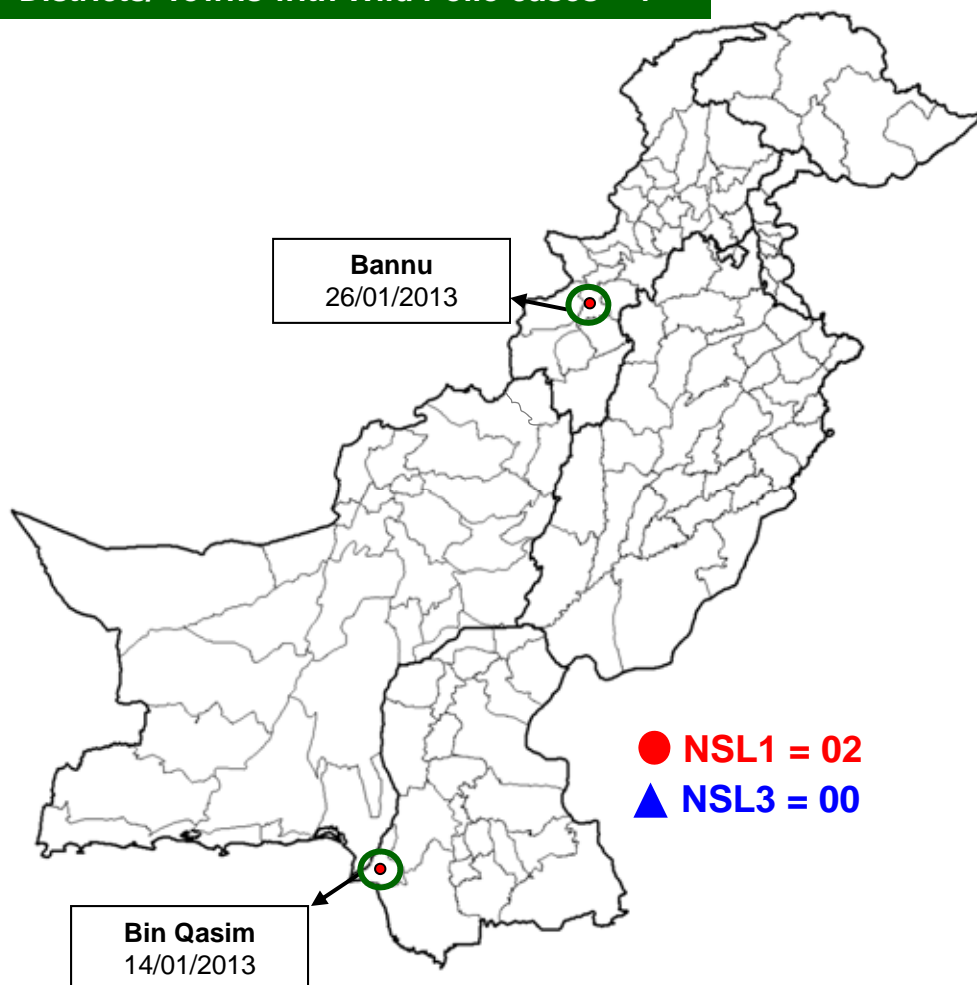 Bannu
26/01/2013
NSL1 = 02
NSL3 = 00
Bin Qasim
14/01/2013